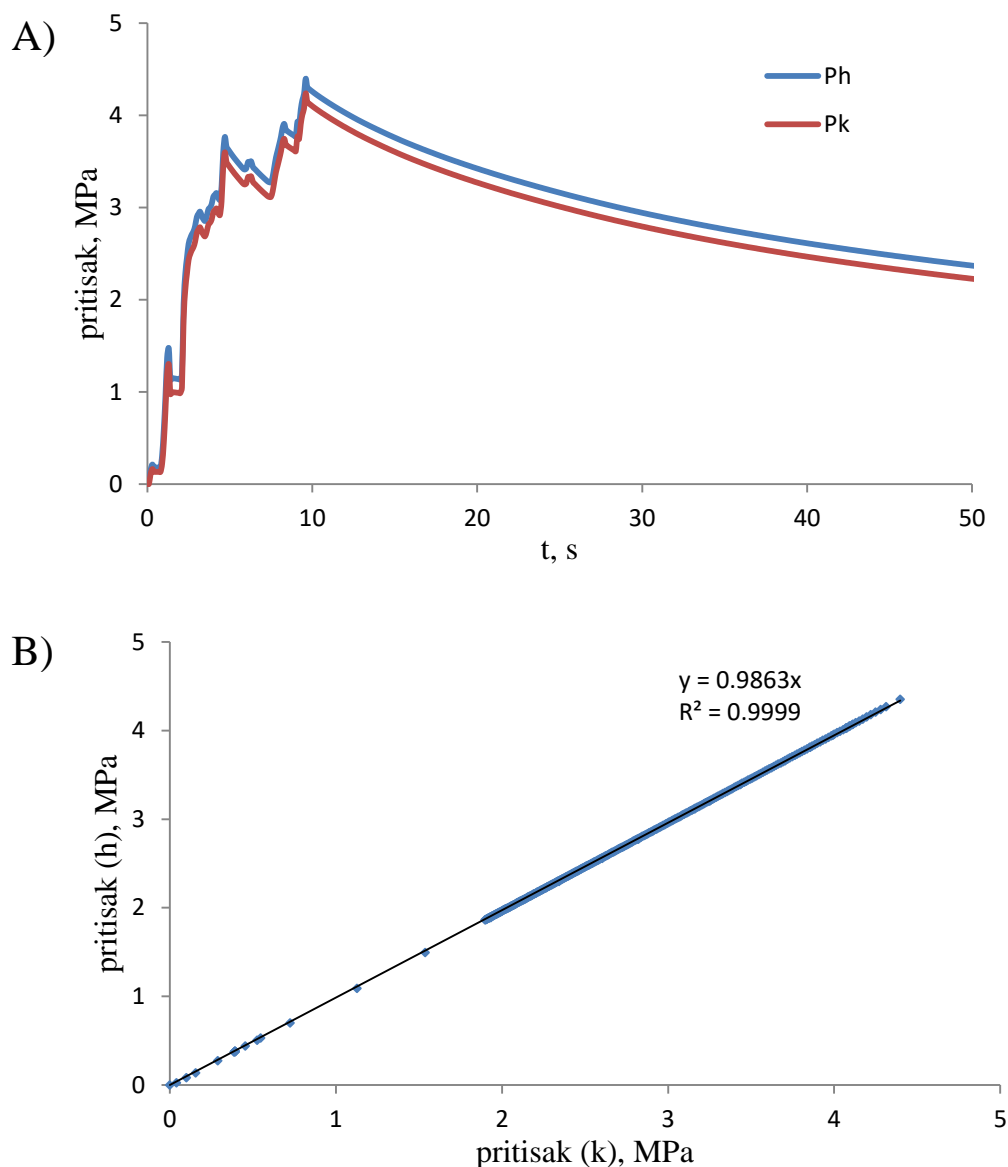 A)
pritisak, MPa
5
4
3
2
1
0
0 10 20 30 40 50
t, s
Ph
Pk
B)
pritisak (h), MPa
5
4
3
2
1
0
0 1 2 3 4 5
pritisak (k), MPa
y = 0.9863x
R² = 0.9999